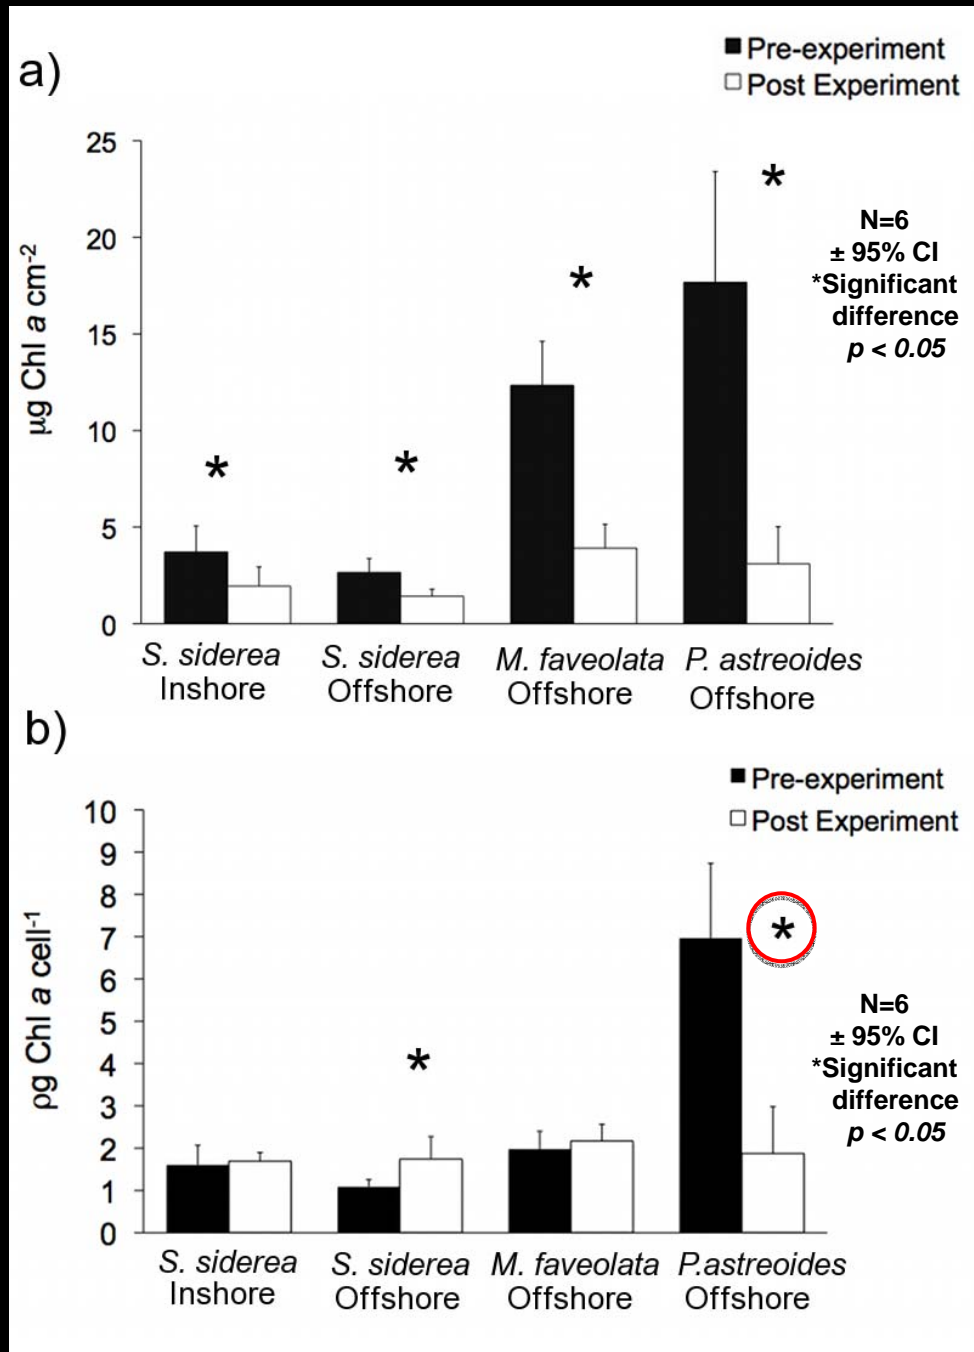 a)
■ Pre-experiment
□ Post Experiment
25
20
15
10
5
0
µg Chl a cm-2
*
*
*
*
N=6
± 95% CI
*Significant
difference
p < 0.05
S. siderea Inshore
S. siderea Offshore
M. faveolata Offshore
P. astreoides Offshore
b)
■ Pre-experiment
□ Post Experiment
10
9
8
7
6
5
4
3
2
1
0
ρg Chl a cell-1
*
*
N=6
± 95% CI
*Significant
difference
p < 0.05
S. siderea Inshore
S. siderea Offshore
M. faveolata Offshore
P.astreoides Offshore